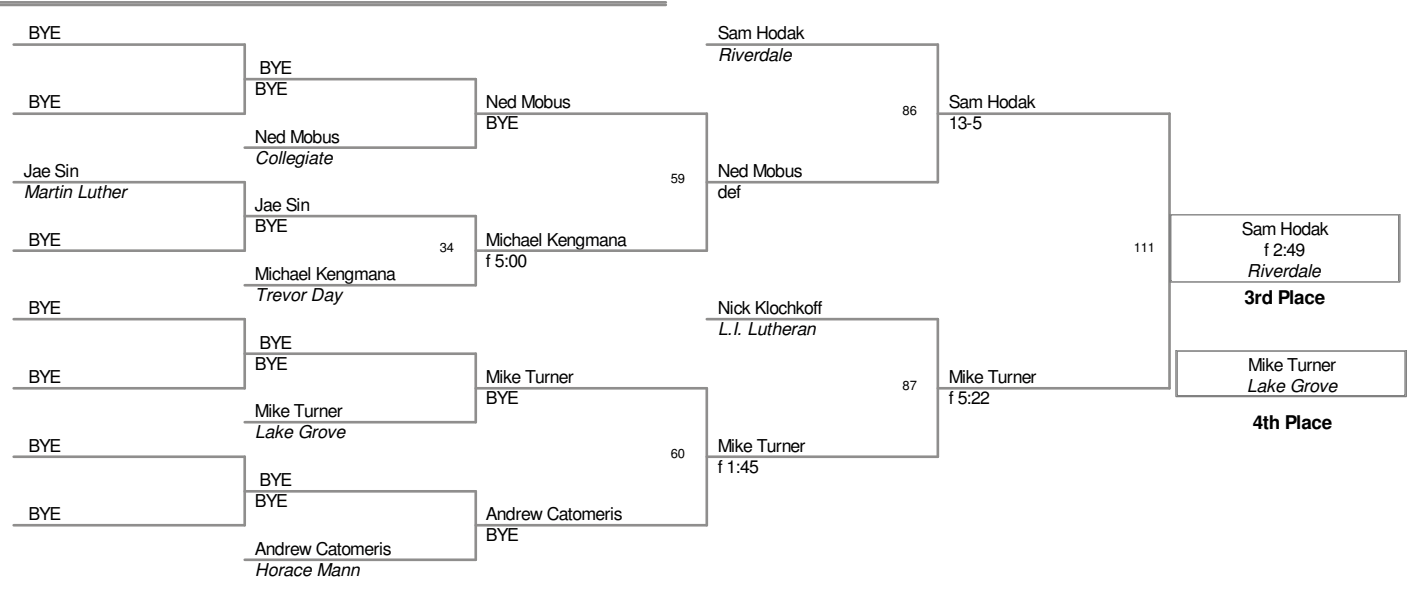 BYE
Sam Hodak
Riverdale
BYE
BYE
BYE
Ned Mobus
BYE
86
Sam Hodak
13-5
Ned Mobus
Collegiate
Jae Sin
Martin Luther
59
Ned Mobus
def
Jae Sin
BYE
BYE
34
Michael Kengmana
f 5:00
111
Sam Hodak
f 2:49
Riverdale
3rd Place
Michael Kengmana
Trevor Day
BYE
Nick Klochkoff
L.I. Lutheran
BYE
BYE
BYE
Mike Turner
BYE
87
Mike Turner
f 5:22
Mike Turner
Lake Grove
4th Place
Mike Turner
Lake Grove
BYE
60
Mike Turner
f 1:45
BYE
BYE
BYE
Andrew Catomeris
BYE
Andrew Catomeris
Horace Mann